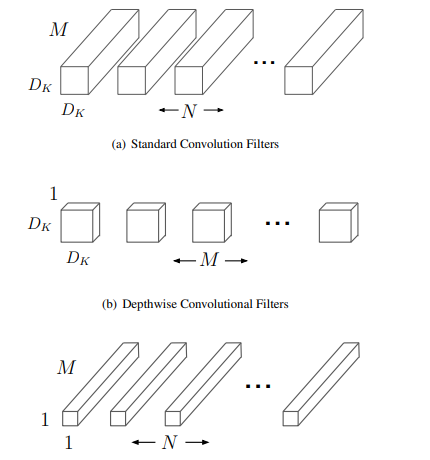 M
D_K
D_K
← N →
...
(a) Standard Convolution Filters
1
D_K
D_K
← M →
...
(b) Depthwise Convolutional Filters
M
1
1
← N →
...